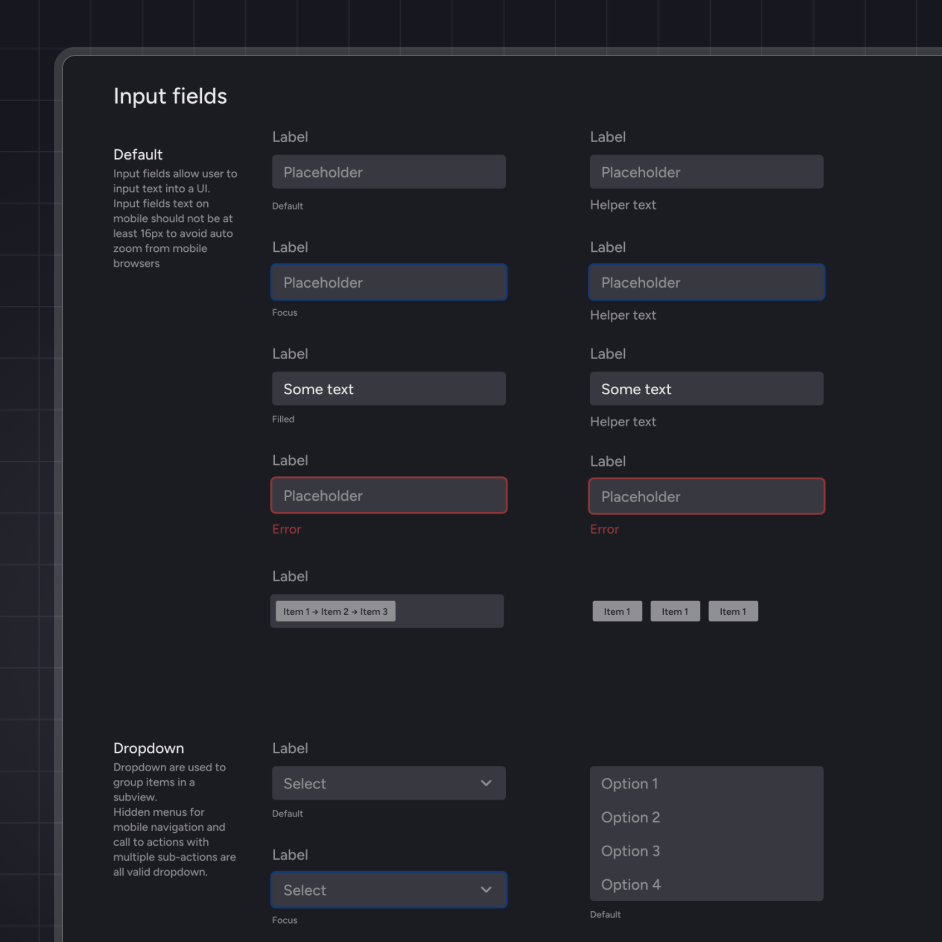 Input fields
Default
Input fields allow user to
input text into a UI.
Input fields text on
mobile should not be at
least 16px to avoid auto
zoom from mobile
browsers
Label
Placeholder
Default
Label
Placeholder
Helper text
Label
Placeholder
Focus
Label
Placeholder
Helper text
Label
Some text
Filled
Label
Some text
Helper text
Label
Placeholder
Error
Label
Placeholder
Error
Label
Item 1 → Item 2 → Item 3
Item 1
Item 1
Item 1
Dropdown
Dropdown are used to
group items in a
subview.
Hidden menus for
mobile navigation and
call to actions with
multiple sub-actions are
all valid dropdown.
Label
Select
Default
Label
Select
Focus
Option 1
Option 2
Option 3
Option 4
Default